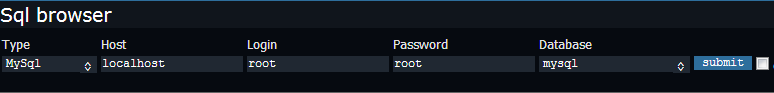 Sql browser
Type Host Login Password Database
MySql localhost root root mysql submit